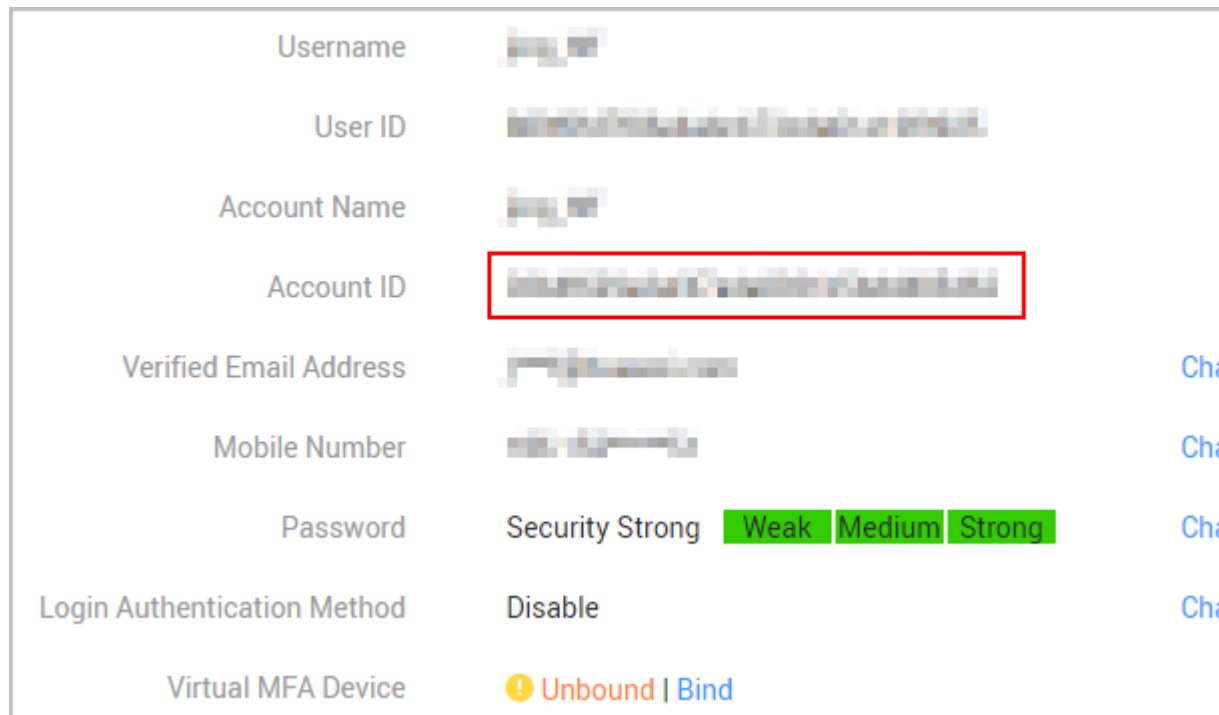 Username
User ID
Account Name
Account ID
Verified Email Address Cha
Mobile Number Cha
Password Security Strong Weak Medium Strong Cha
Login Authentication Method Disable Cha
Virtual MFA Device Unbound | Bind